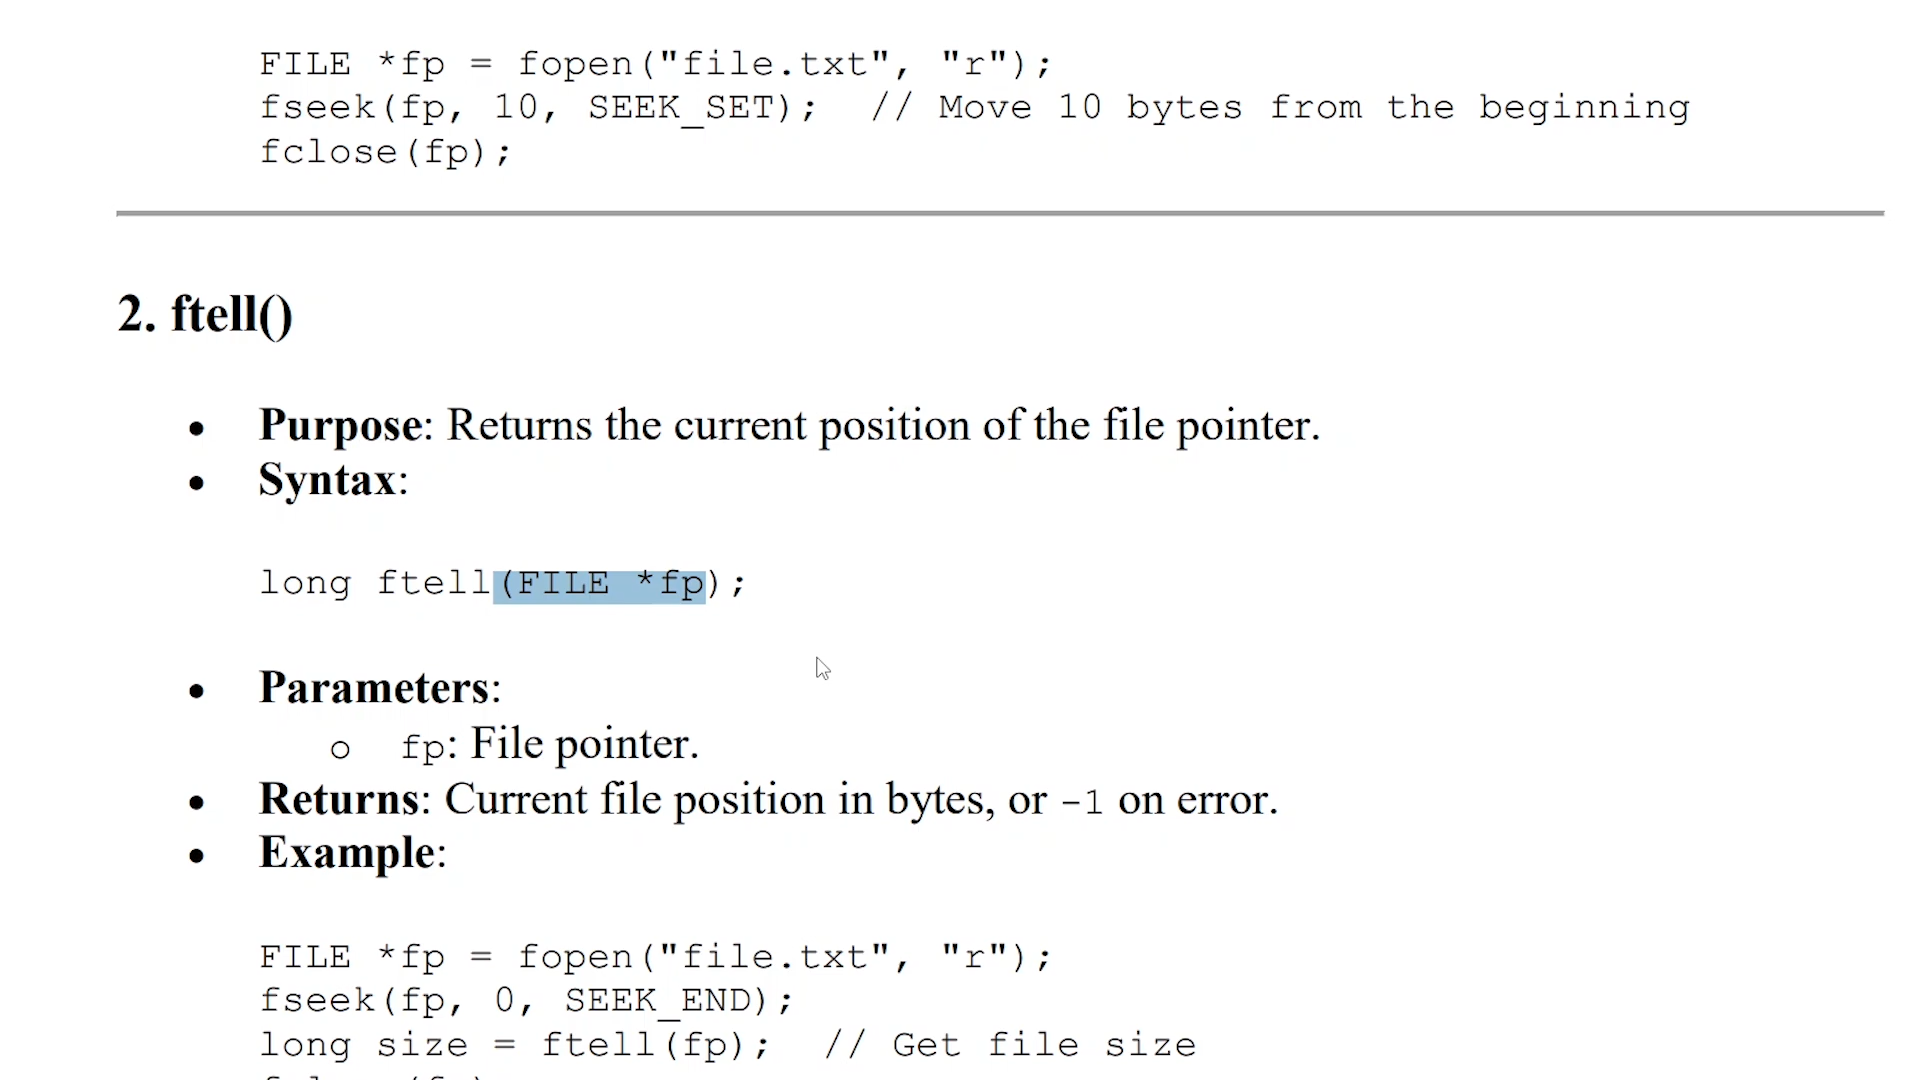 FILE *fp = fopen("file.txt", "r");
fseek(fp, 10, SEEK_SET);  // Move 10 bytes from the beginning
fclose(fp);
2. ftell()
• Purpose: Returns the current position of the file pointer.
• Syntax:
long ftell(FILE *fp);
• Parameters:
o fp: File pointer.
• Returns: Current file position in bytes, or -1 on error.
• Example:
FILE *fp = fopen("file.txt", "r");
fseek(fp, 0, SEEK_END);
long size = ftell(fp);  // Get file size